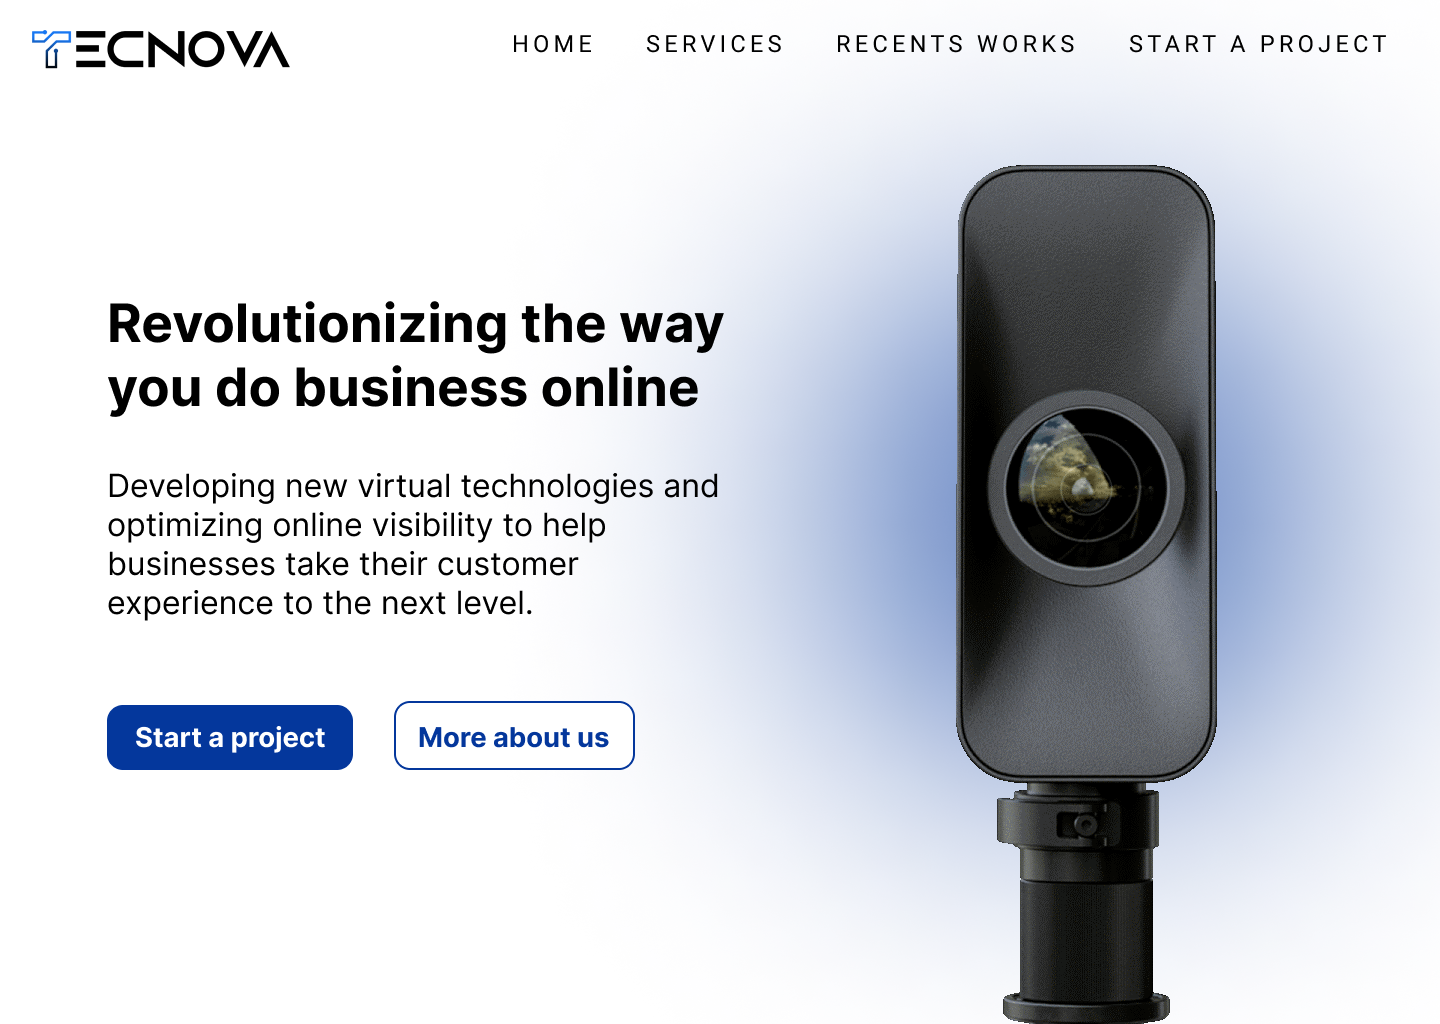 TECNOVA
HOME SERVICES RECENTS WORKS START A PROJECT
Revolutionizing the way
you do business online
Developing new virtual technologies and
optimizing online visibility to help
businesses take their customer
experience to the next level.
Start a project More about us